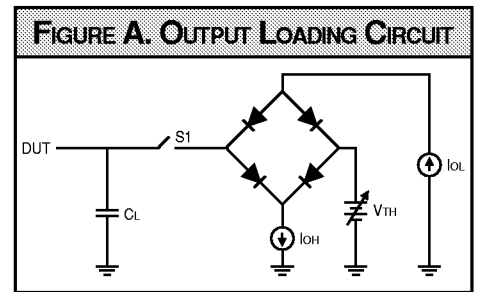 FIGURE A. OUTPUT LOADING CIRCUIT
DUT
S1
IOL
CL
VTH
IOH